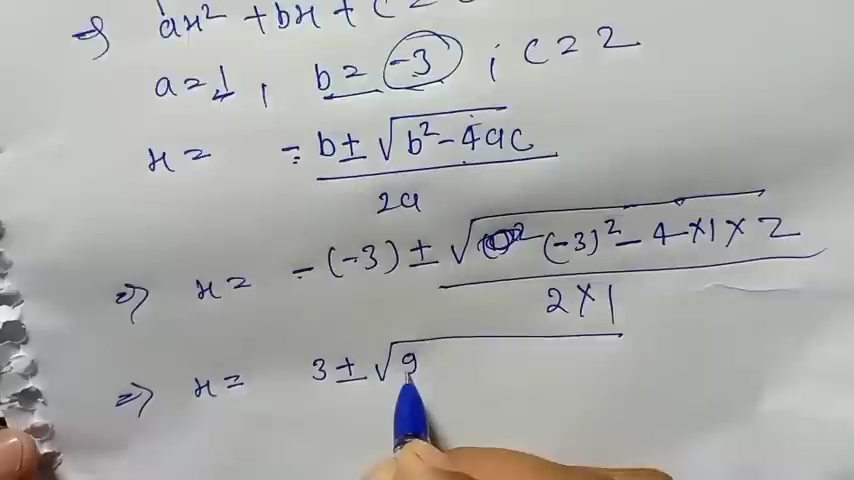 ⇒ ax² + bx + c =
a = 1, b = -3; c = 2
x = -b ± √(b² - 4ac) / 2a
⇒ x = -(-3) ± √((-3)² - 4×1×2) / 2×1
⇒ x = 3 ± √9